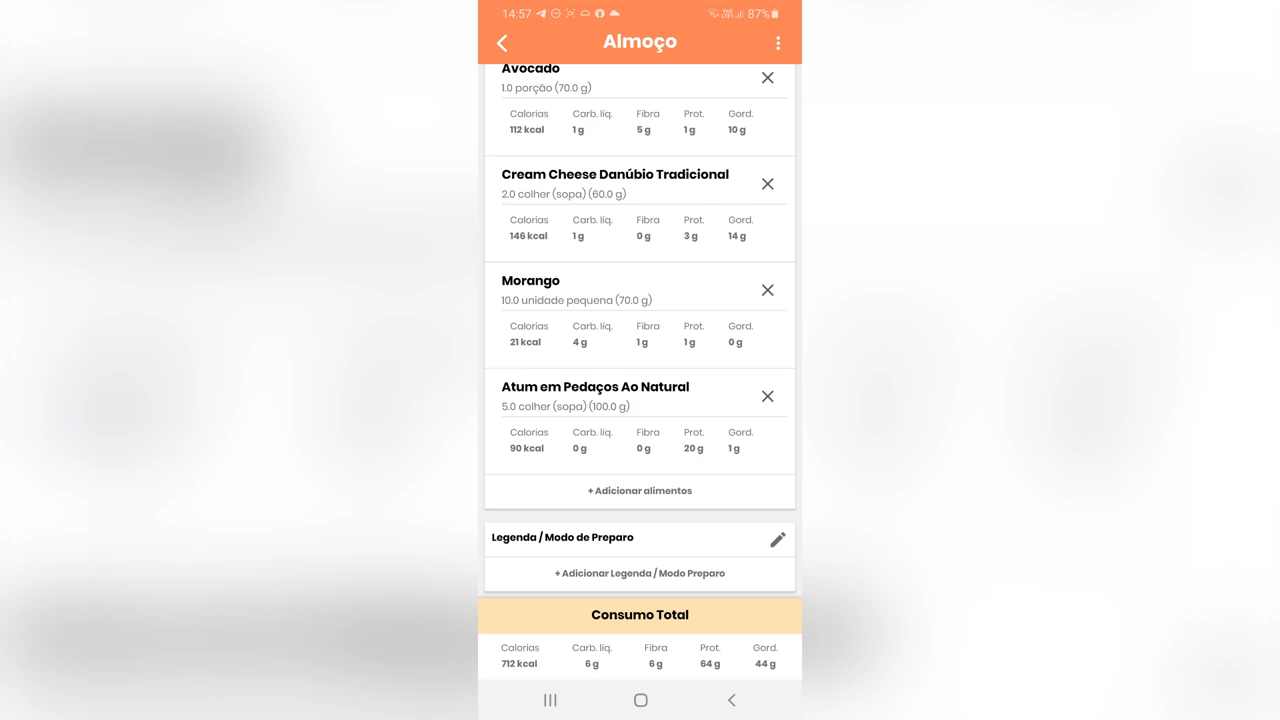 14:57 87%
Almoço
Avocado
1.0 porção (70.0 g)
Calorias Carb. líq. Fibra Prot. Gord.
112 kcal 1 g 5 g 1 g 10 g
Cream Cheese Danúbio Tradicional
2.0 colher (sopa) (60.0 g)
Calorias Carb. líq. Fibra Prot. Gord.
146 kcal 1 g 0 g 3 g 14 g
Morango
10.0 unidade pequena (70.0 g)
Calorias Carb. líq. Fibra Prot. Gord.
21 kcal 4 g 1 g 1 g 0 g
Atum em Pedaços Ao Natural
5.0 colher (sopa) (100.0 g)
Calorias Carb. líq. Fibra Prot. Gord.
90 kcal 0 g 0 g 20 g 1 g
+ Adicionar alimentos
Legenda / Modo de Preparo
+ Adicionar Legenda / Modo Preparo
Consumo Total
Calorias Carb. líq. Fibra Prot. Gord.
712 kcal 6 g 6 g 64 g 44 g